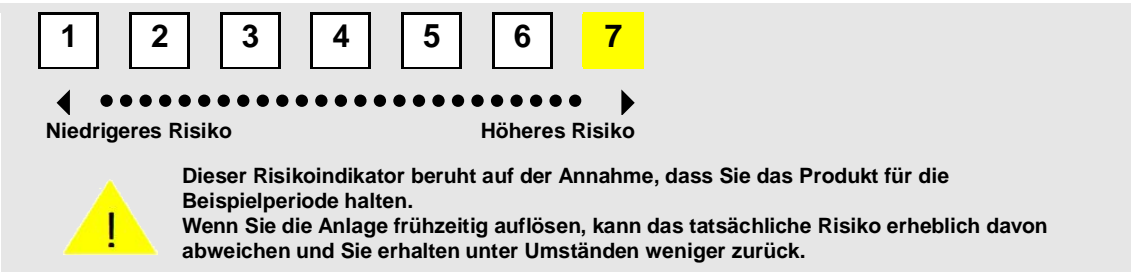 1 2 3 4 5 6 7
Niedrigeres Risiko Höheres Risiko
Dieser Risikoindikator beruht auf der Annahme, dass Sie das Produkt für die
Beispielperiode halten.
Wenn Sie die Anlage frühzeitig auflösen, kann das tatsächliche Risiko erheblich davon
abweichen und Sie erhalten unter Umständen weniger zurück.
!